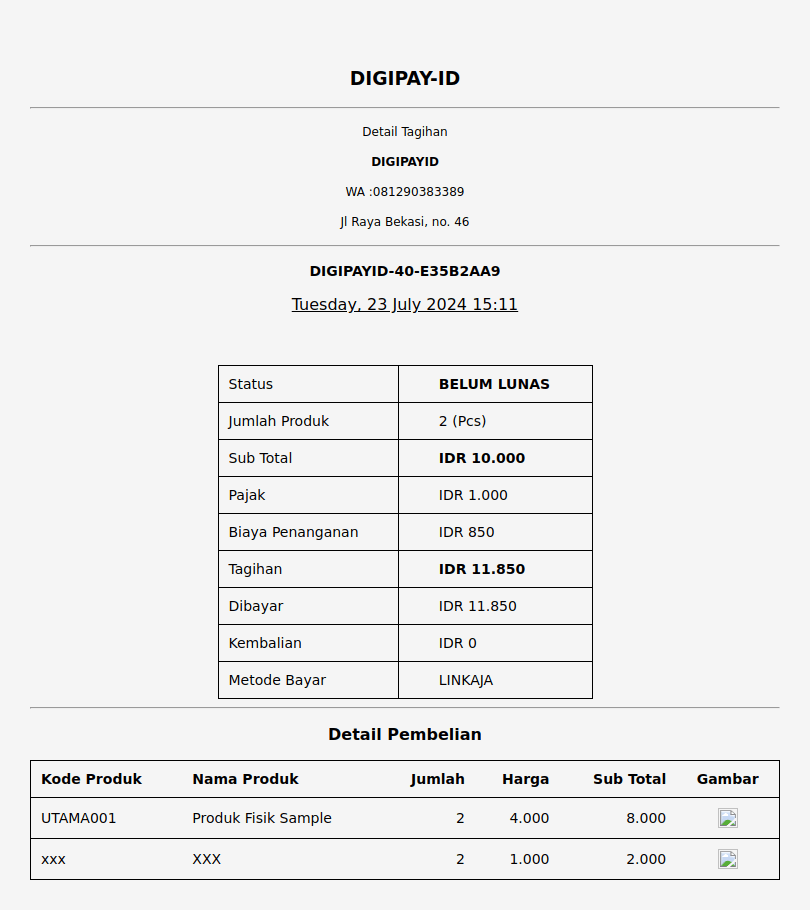 DIGIPAY-ID
Detail Tagihan
DIGIPAYID
WA :081290383389
Jl Raya Bekasi, no. 46
DIGIPAYID-40-E35B2AA9
Tuesday, 23 July 2024 15:11
Status BELUM LUNAS
Jumlah Produk 2 (Pcs)
Sub Total IDR 10.000
Pajak IDR 1.000
Biaya Penanganan IDR 850
Tagihan IDR 11.850
Dibayar IDR 11.850
Kembalian IDR 0
Metode Bayar LINKAJA
Detail Pembelian
Kode Produk Nama Produk Jumlah Harga Sub Total Gambar
UTAMA001 Produk Fisik Sample 2 4.000 8.000
xxx XXX 2 1.000 2.000